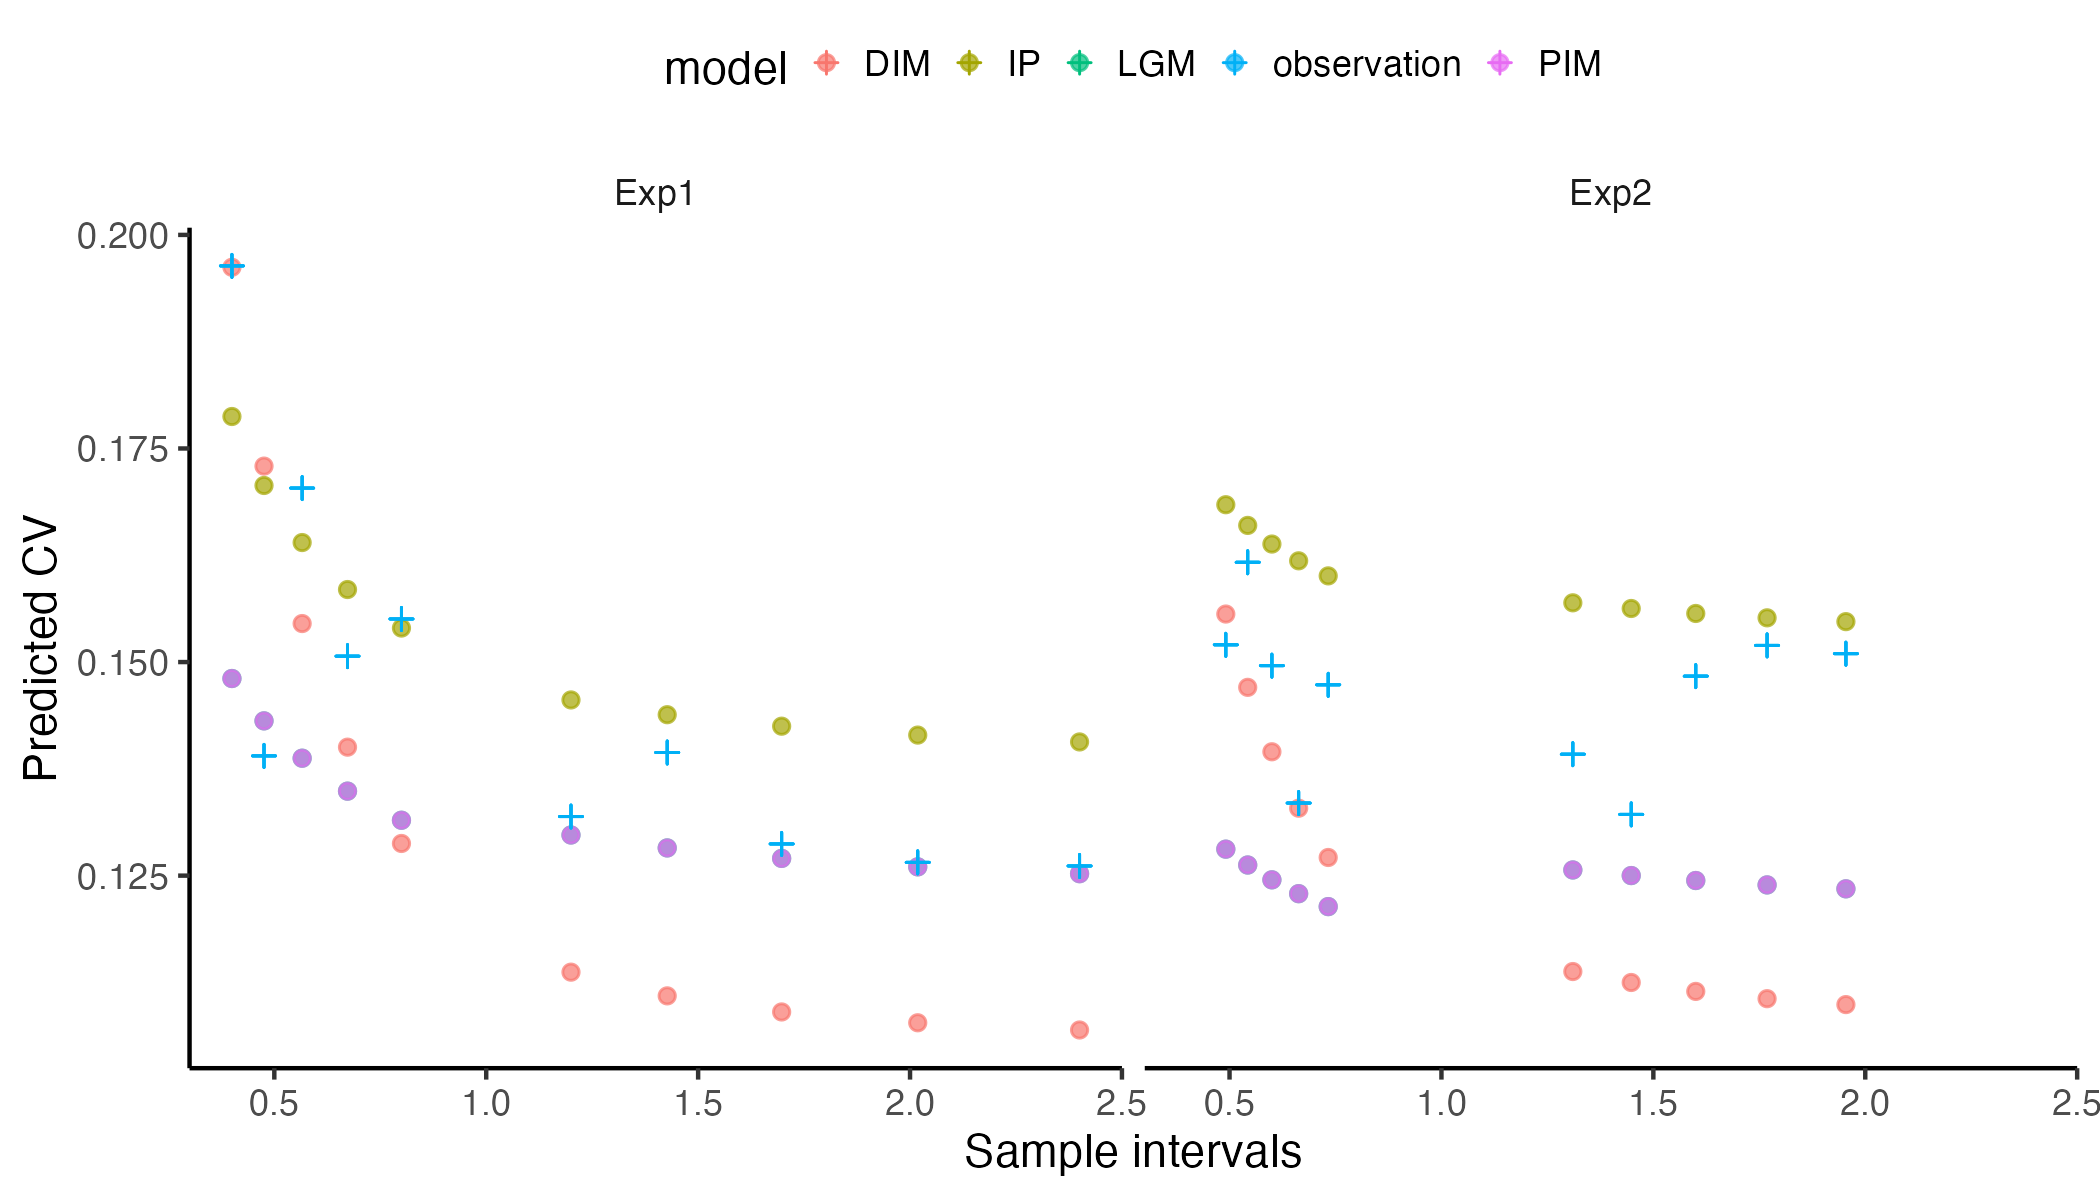 model DIM IP LGM observation PIM
Exp1 Exp2
0.200
0.175
0.150
0.125
Predicted CV
0.5 1.0 1.5 2.0 2.5 0.5 1.0 1.5 2.0 2.5
Sample intervals